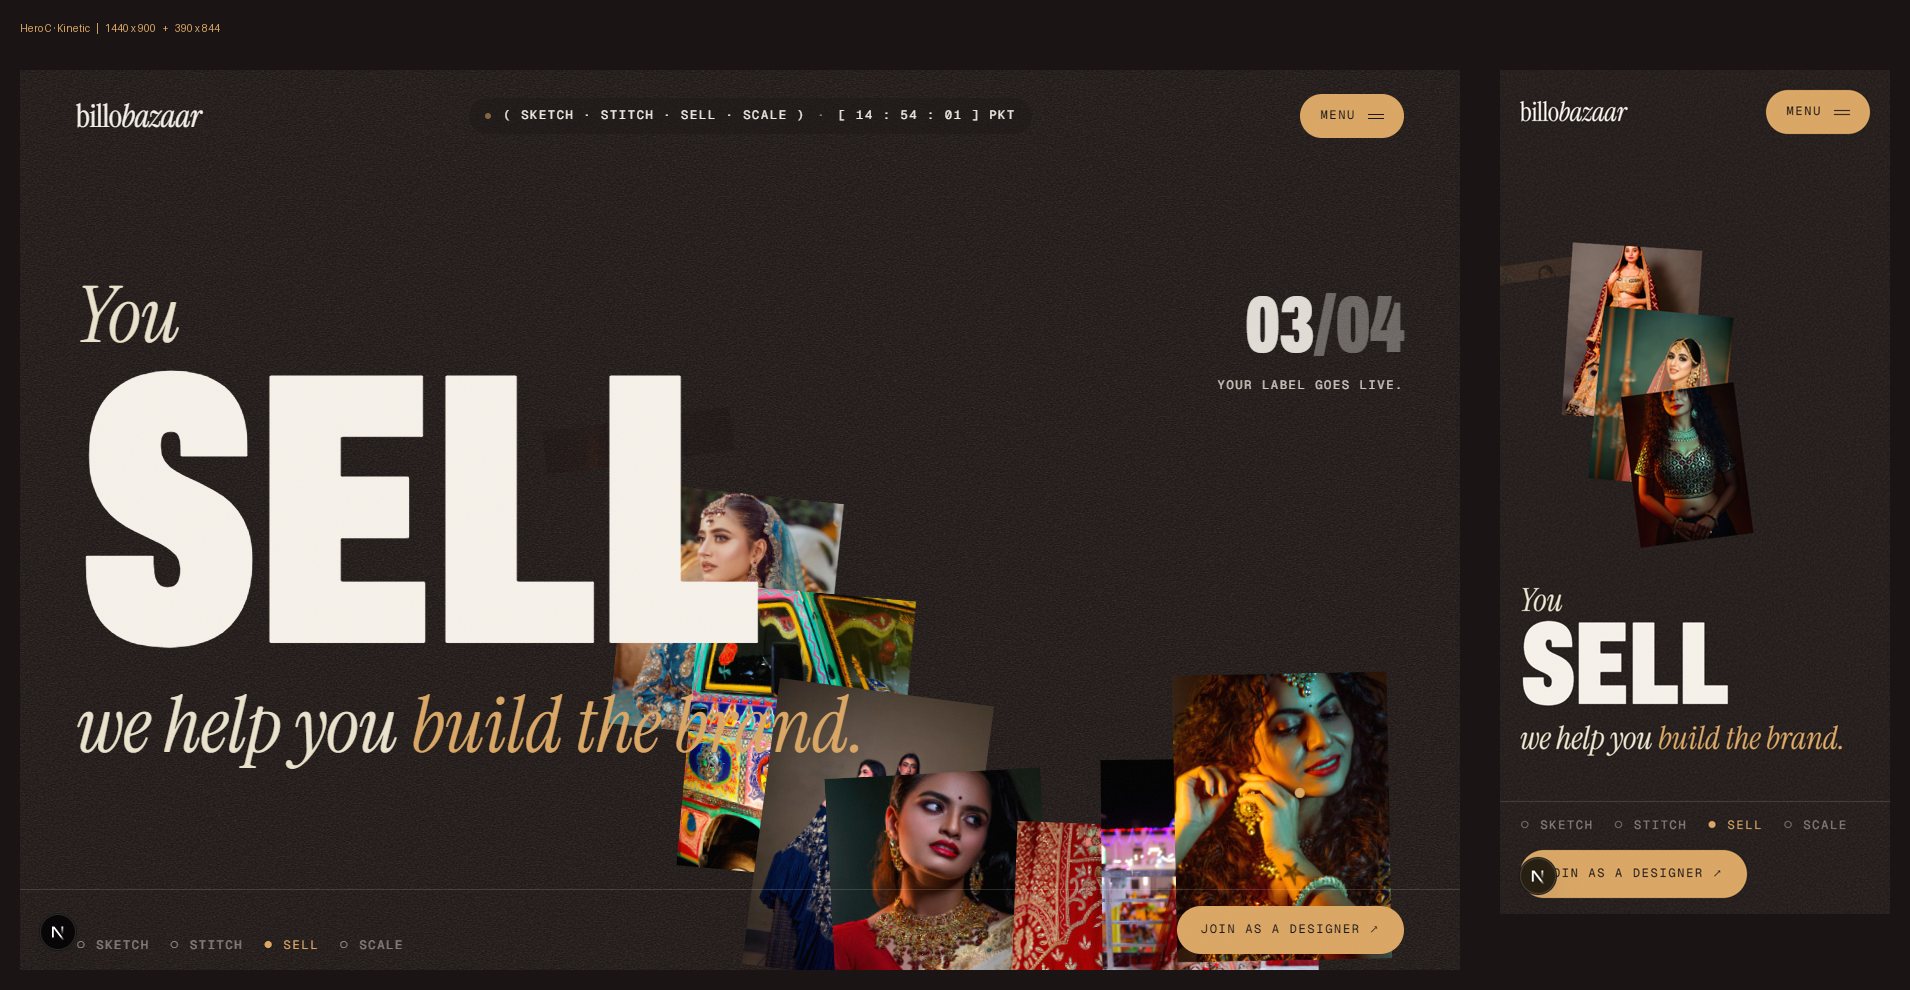 Hero C · Kinetic | 1440 x 900 + 390 x 844
billobazaar
( SKETCH · STITCH · SELL · SCALE ) · [ 14 : 54 : 01 ] PKT
MENU
You
SELL
we help you build the brand.
03/04
YOUR LABEL GOES LIVE.
SKETCH STITCH SELL SCALE
JOIN AS A DESIGNER ↗
N
billobazaar
MENU
You
SELL
we help you build the brand.
SKETCH STITCH SELL SCALE
N
OIN AS A DESIGNER ↗